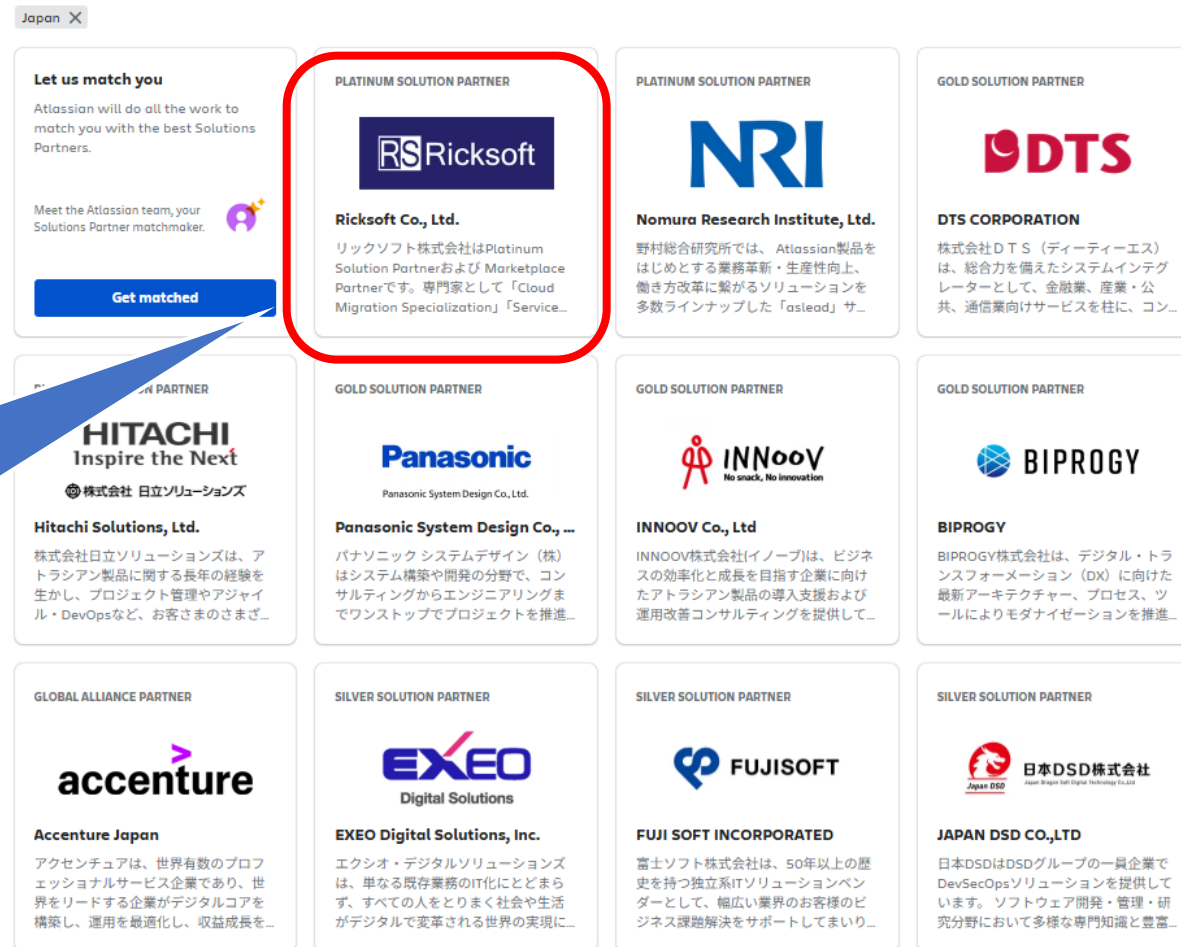 Japan
Let us match you
Atlassian will do all the work to
match you with the best Solutions
Partners.
Meet the Atlassian team, your
Solutions Partner matchmaker.
Get matched
PLATINUM SOLUTION PARTNER
RS Ricksoft
Ricksoft Co., Ltd.
リックソフト株式会社はPlatinum
Solution Partnerおよび Marketplace
Partnerです。専門家として「Cloud
Migration Specialization」「Service...
PLATINUM SOLUTION PARTNER
NRI
Nomura Research Institute, Ltd.
野村総合研究所では、 Atlassian製品を
はじめとする業務革新・生産性向上、
働き方改革に繋がるソリューションを
多数ラインナップした「aslead」サ...
GOLD SOLUTION PARTNER
DTS
DTS CORPORATION
株式会社ＤＴＳ（ディーティーエス）
は、総合力を備えたシステムインテグ
レーターとして、金融業、産業・公
共、通信業向けサービスを柱に、コン...
N PARTNER
HITACHI
Inspire the Next
株式会社 日立ソリューションズ
Hitachi Solutions, Ltd.
株式会社日立ソリューションズは、ア
トラシアン製品に関する長年の経験を
生かし、プロジェクト管理やアジャイ
ル・DevOpsなど、お客さまのさまざ...
GOLD SOLUTION PARTNER
Panasonic
Panasonic System Design Co., Ltd.
Panasonic System Design Co., ...
パナソニック システムデザイン（株）
はシステム構築や開発の分野で、コン
サルティングからエンジニアリングま
でワンストップでプロジェクトを推進...
GOLD SOLUTION PARTNER
INNooV
No snack, No innovation
INNOOV Co., Ltd
INNOOV株式会社(イノーブ)は、ビジネ
スの効率化と成長を目指す企業に向け
たアトラシアン製品の導入支援および
運用改善コンサルティングを提供して...
GOLD SOLUTION PARTNER
BIPROGY
BIPROGY
BIPROGY株式会社は、デジタル・トラ
ンスフォーメーション（DX）に向けた
最新アーキテクチャー、プロセス、ツ
ールによりモダナイゼーションを推進...
GLOBAL ALLIANCE PARTNER
accenture
Accenture Japan
アクセンチュアは、世界有数のプロフ
ェッショナルサービス企業であり、世
界をリードする企業がデジタルコアを
構築し、運用を最適化し、収益成長を...
SILVER SOLUTION PARTNER
EXEO
Digital Solutions
EXEO Digital Solutions, Inc.
エクシオ・デジタルソリューションズ
は、単なる既存業務のIT化にとどまら
ず、すべての人をとりまく社会や生活
がデジタルで変革される世界の実現に...
SILVER SOLUTION PARTNER
FUJISOFT
FUJI SOFT INCORPORATED
富士ソフト株式会社は、50年以上の歴
史を持つ独立系ITソリューションベン
ダーとして、幅広い業界のお客様のビ
ジネス課題解決をサポートしてまいり...
SILVER SOLUTION PARTNER
Japan DSD
日本DSD株式会社
Japan Dragon Soft Digital Technology Co.,Ltd
JAPAN DSD CO.,LTD
日本DSDはDSDグループの一員企業で
DevSecOpsソリューションを提供して
います。 ソフトウェア開発・管理・研
究分野において多様な専門知識と豊富...